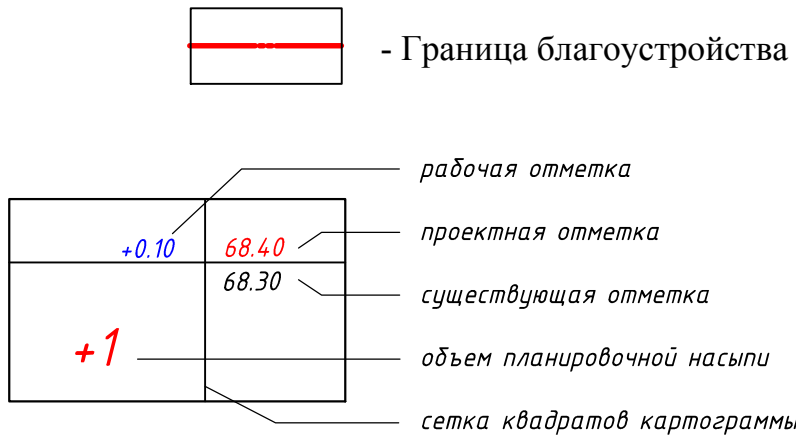 - Граница благоустройства
рабочая отметка
+0.10
68.40
проектная отметка
68.30
существующая отметка
+1
объем планировочной насыпи
сетка квадратов картограммы